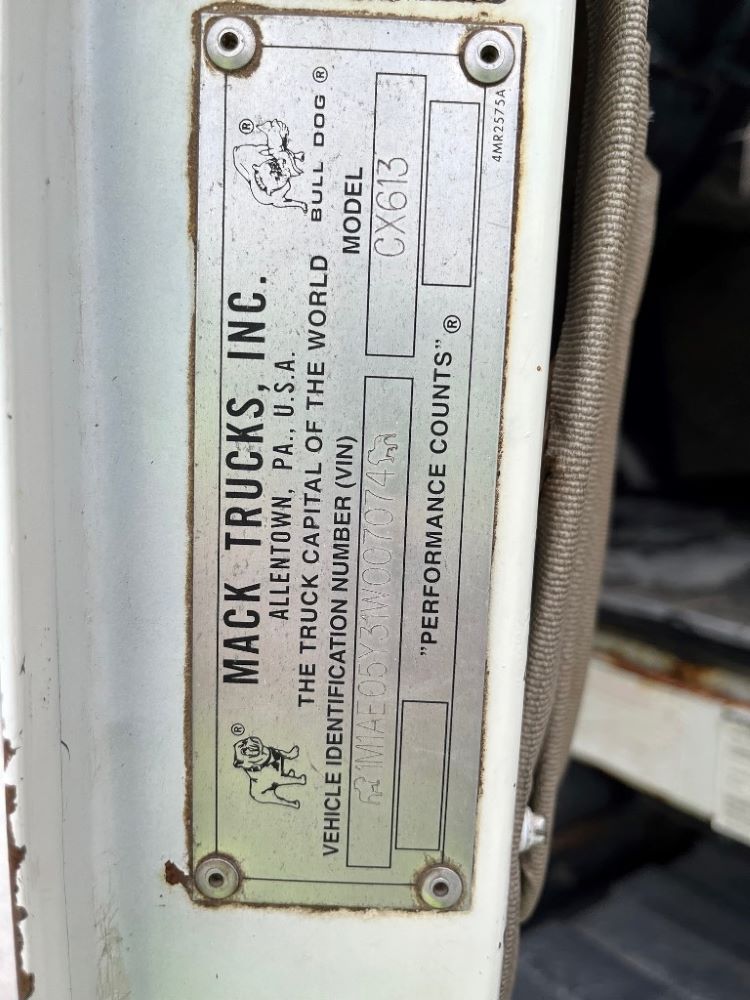 MACK TRUCKS, INC.
ALLENTOWN, PA., U.S.A.
THE TRUCK CAPITAL OF THE WORLD
® ®
BULL DOG ®
VEHICLE IDENTIFICATION NUMBER (VIN)
MODEL
1M1AE05Y31W007074
CX613
"PERFORMANCE COUNTS" ®
4MR2575A